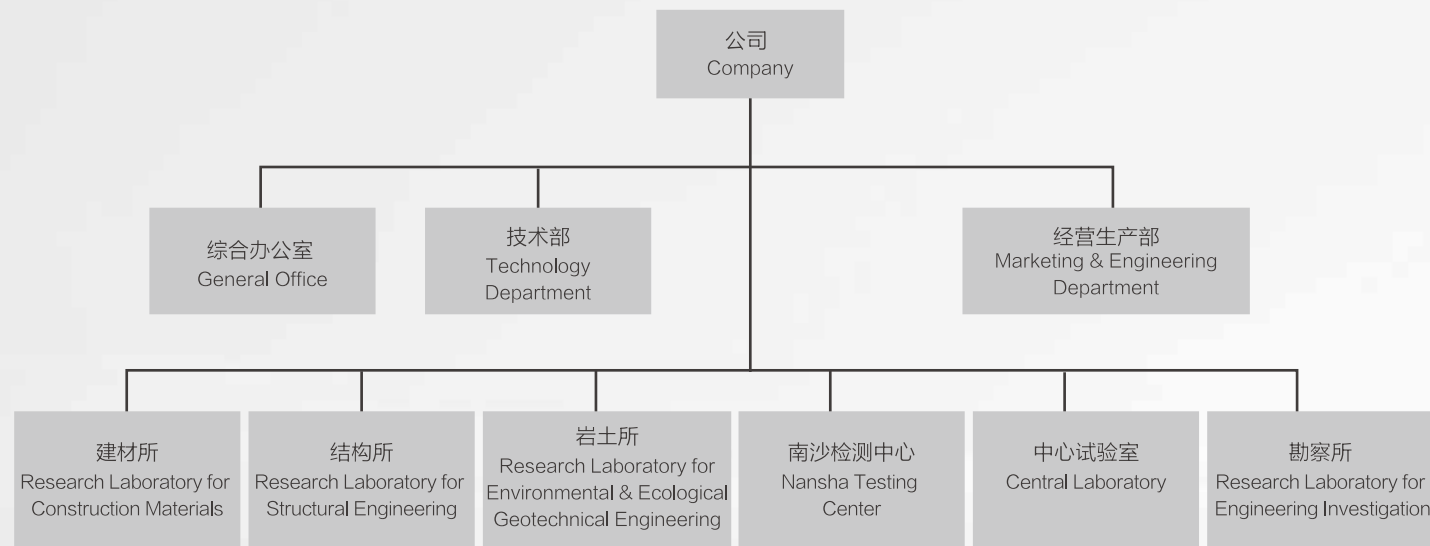 公司
Company
综合办公室
General Office
技术部
Technology
Department
经营生产部
Marketing & Engineering
Department
建材所
Research Laboratory for
Construction Materials
结构所
Research Laboratory for
Structural Engineering
岩土所
Research Laboratory for
Environmental & Ecological
Geotechnical Engineering
南沙检测中心
Nansha Testing
Center
中心试验室
Central Laboratory
勘察所
Research Laboratory for
Engineering Investigation